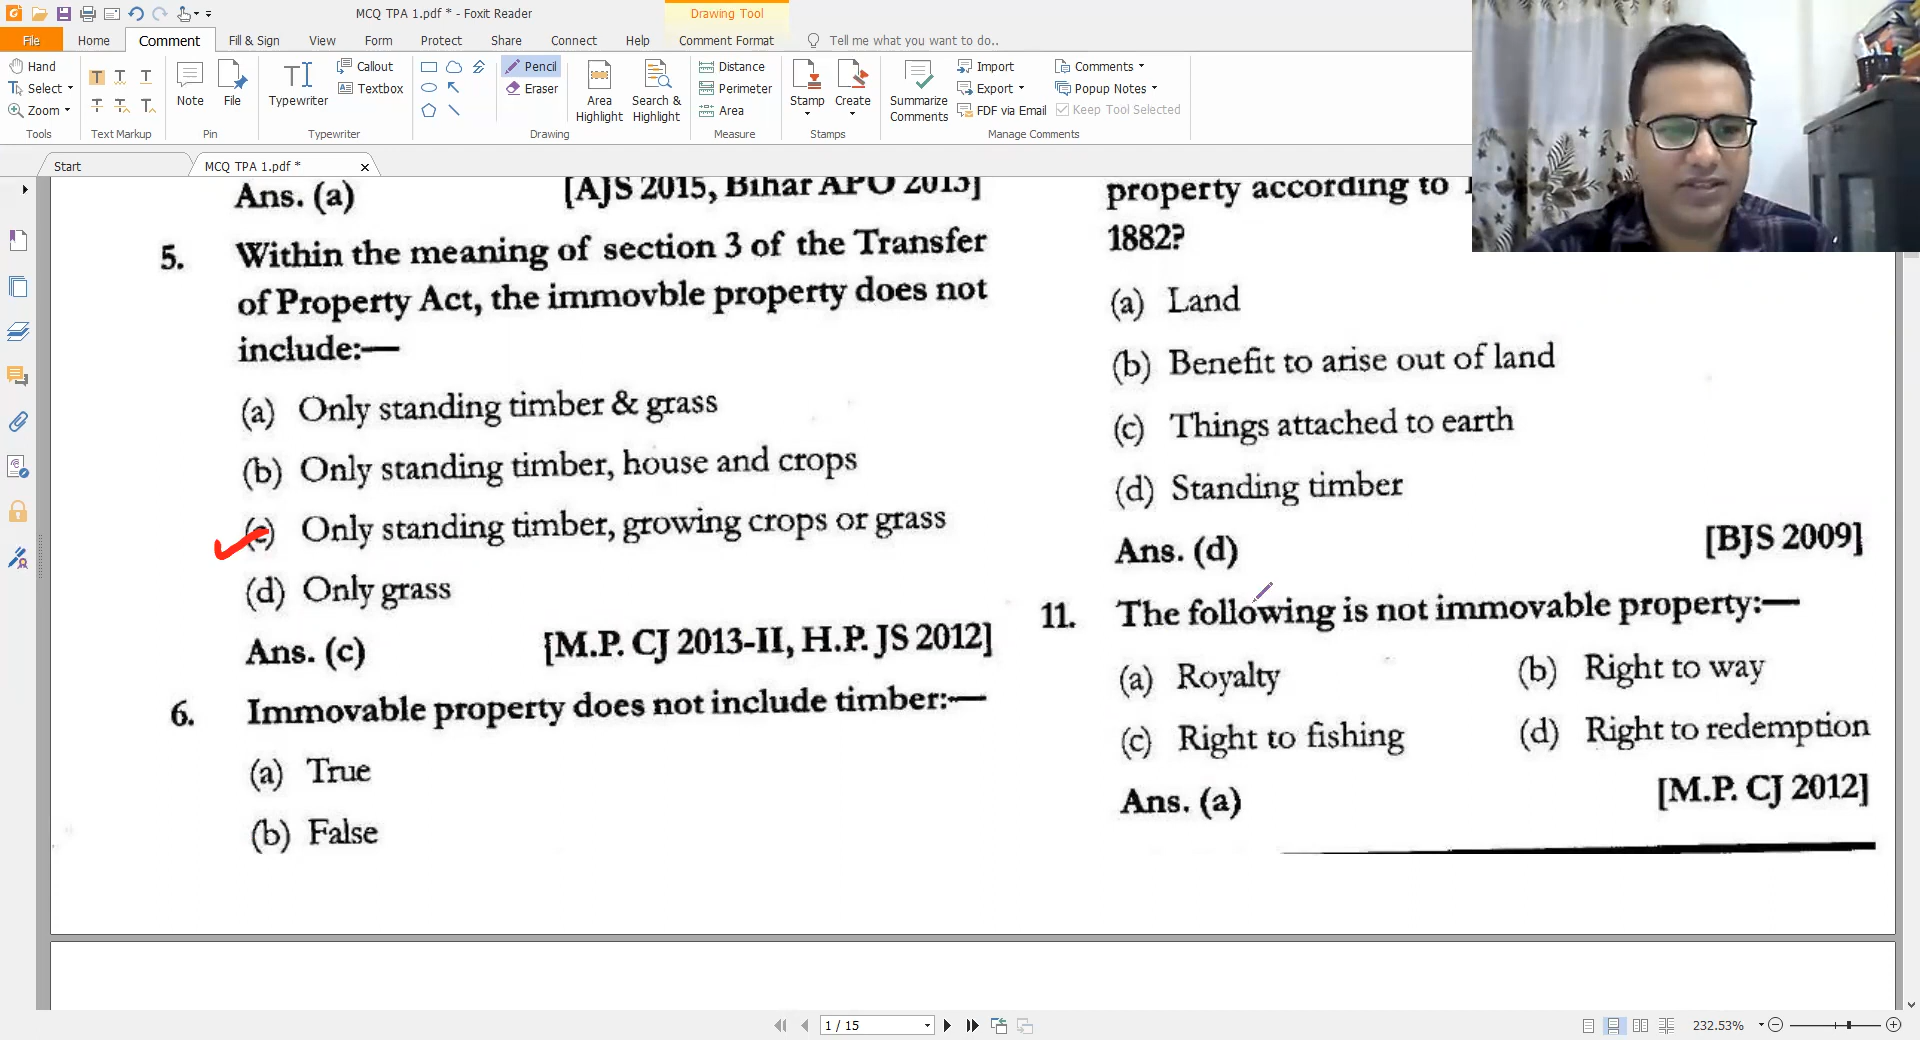 MCQ TPA 1.pdf * - Foxit Reader
Drawing Tool
File
Home
Comment
Fill & Sign
View
Form
Protect
Share
Connect
Help
Comment Format
Tell me what you want to do..
Hand
Select
Zoom
Tools
Text Markup
Note
File
Pin
Typewriter
Callout
Textbox
Typewriter
Pencil
Eraser
Area Highlight
Search & Highlight
Drawing
Distance
Perimeter
Area
Measure
Stamp
Create
Stamps
Summarize Comments
Import
Export
FDF via Email
Comments
Popup Notes
Keep Tool Selected
Manage Comments
Start
MCQ TPA 1.pdf *
Ans. (a) [AJS 2015, Bihar APO 2013]
5. Within the meaning of section 3 of the Transfer
of Property Act, the immovble property does not
include:—
(a) Only standing timber & grass
(b) Only standing timber, house and crops
(c) Only standing timber, growing crops or grass
(d) Only grass
Ans. (c) [M.P. CJ 2013-II, H.P. JS 2012]
6. Immovable property does not include timber:—
(a) True
(b) False
property according to
1882?
(a) Land
(b) Benefit to arise out of land
(c) Things attached to earth
(d) Standing timber
Ans. (d) [BJS 2009]
11. The following is not immovable property:—
(a) Royalty (b) Right to way
(c) Right to fishing (d) Right to redemption
Ans. (a) [M.P. CJ 2012]
1 / 15
232.53%